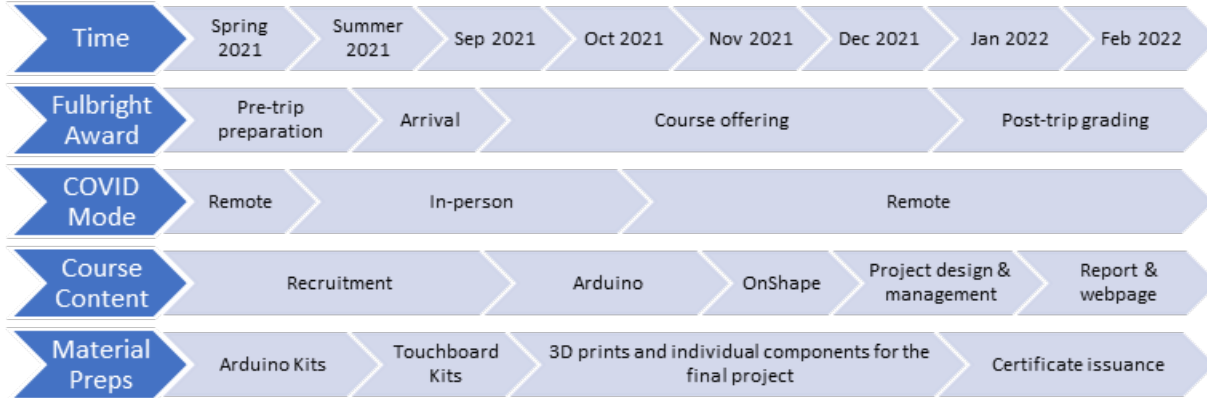 Time
Spring
2021
Summer
2021
Sep 2021
Oct 2021
Nov 2021
Dec 2021
Jan 2022
Feb 2022
Fulbright
Award
Pre-trip
preparation
Arrival
Course offering
Post-trip grading
COVID
Mode
Remote
In-person
Remote
Course
Content
Recruitment
Arduino
OnShape
Project design &
management
Report &
webpage
Material
Preps
Arduino Kits
Touchboard
Kits
3D prints and individual components for the
final project
Certificate issuance